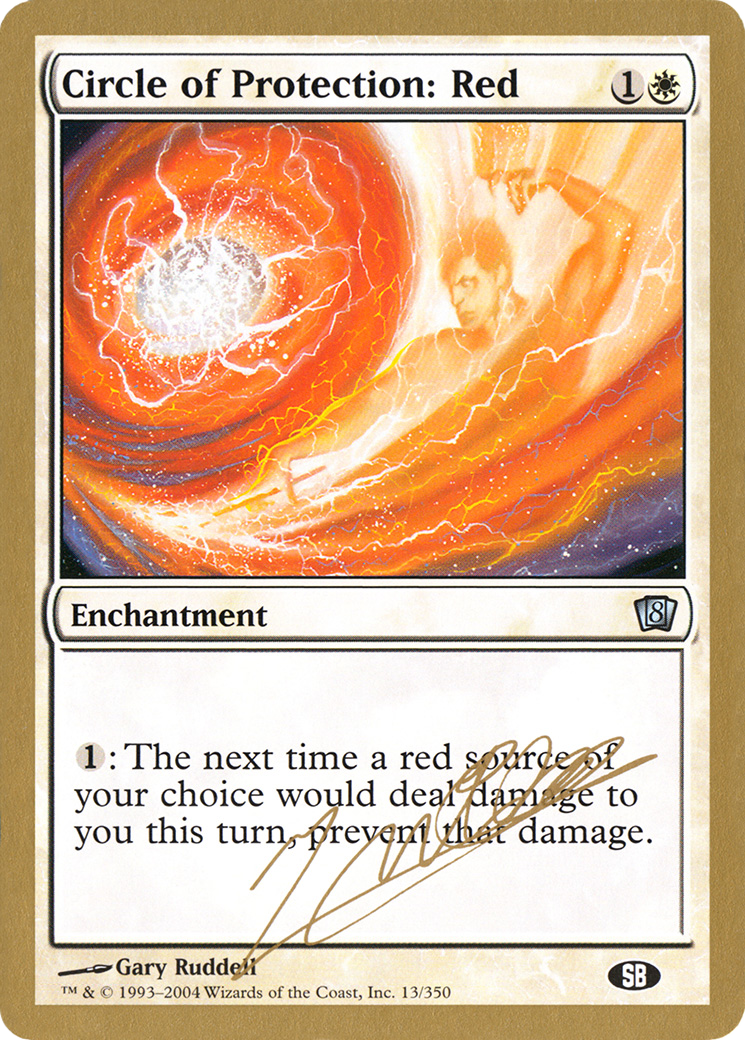 Circle of Protection: Red 1
Enchantment 8
1: The next time a red source of
your choice would deal damage to
you this turn, prevent that damage.
Gary Ruddell
SB
™ & © 1993–2004 Wizards of the Coast, Inc. 13/350